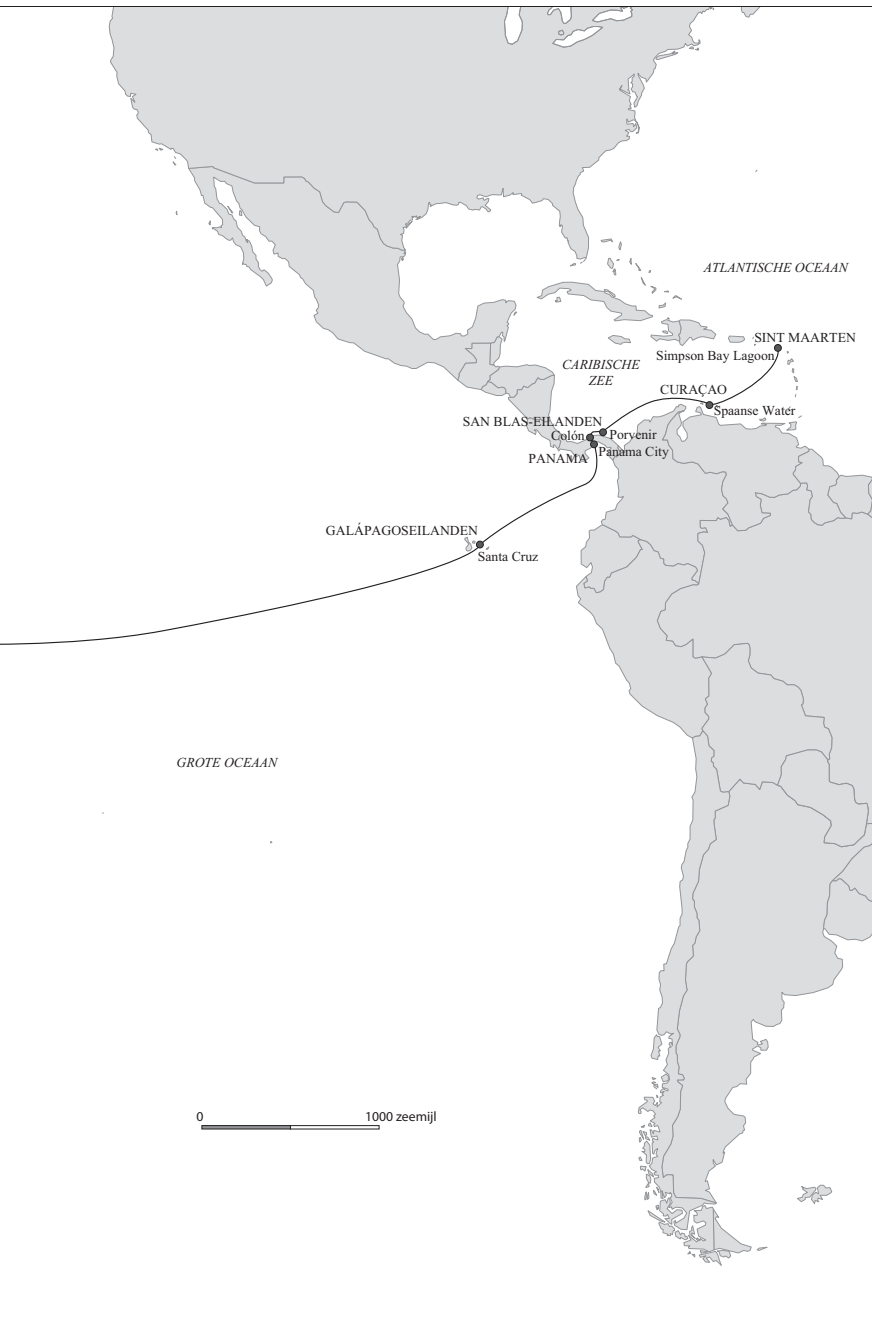 ATLANTISCHE OCEAAN
SINT MAARTEN
Simpson Bay Lagoon
CARIBISCHE
ZEE
CURAÇAO
Spaanse Water
SAN BLAS-EILANDEN
Colón
Porvenir
Panama City
PANAMA
GALÁPAGOSEILANDEN
Santa Cruz
GROTE OCEAAN
0
1000 zeemijl